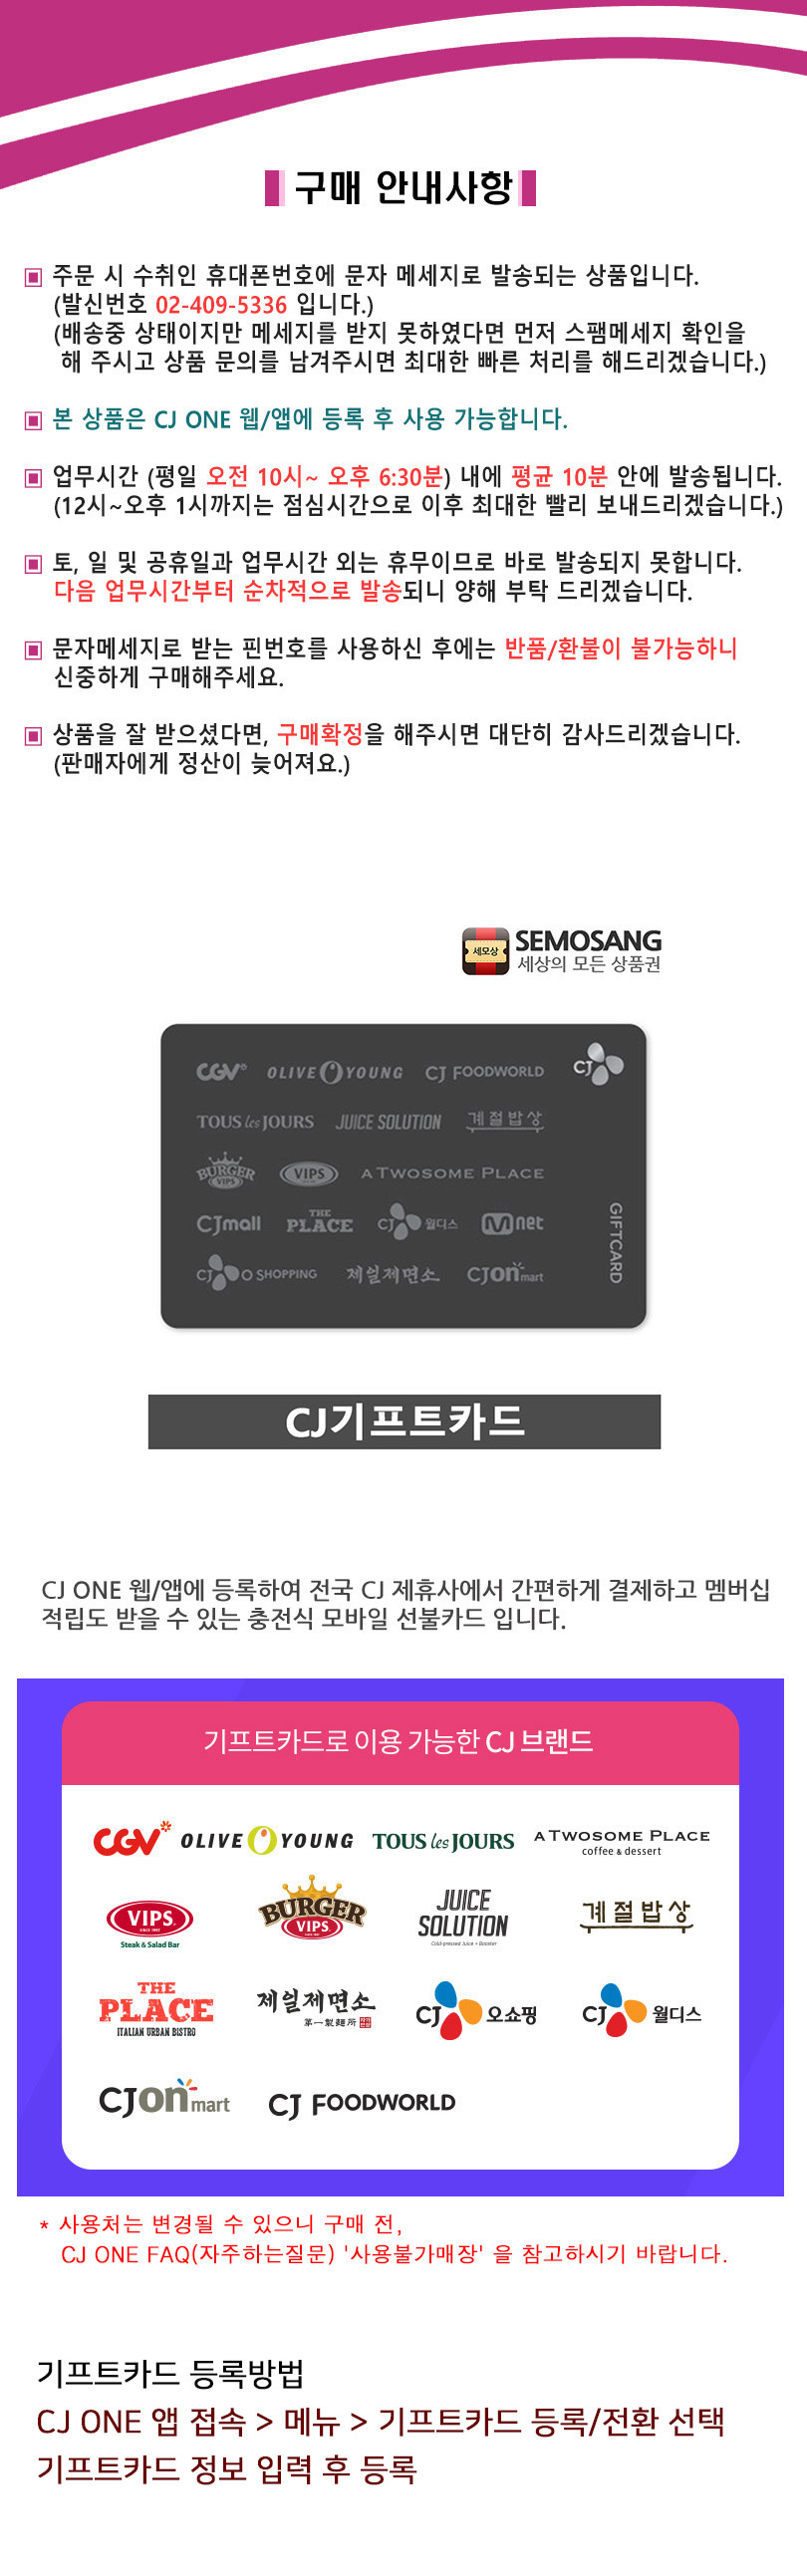 구매 안내사항
주문 시 수취인 휴대폰번호에 문자 메세지로 발송되는 상품입니다.
(발신번호 02-409-5336 입니다.)
(배송중 상태이지만 메세지를 받지 못하였다면 먼저 스팸메세지 확인을
해 주시고 상품 문의를 남겨주시면 최대한 빠른 처리를 해드리겠습니다.)
본 상품은 CJ ONE 웹/앱에 등록 후 사용 가능합니다.
업무시간 (평일 오전 10시~ 오후 6:30분) 내에 평균 10분 안에 발송됩니다.
(12시~오후 1시까지는 점심시간으로 이후 최대한 빨리 보내드리겠습니다.)
토, 일 및 공휴일과 업무시간 외는 휴무이므로 바로 발송되지 못합니다.
다음 업무시간부터 순차적으로 발송되니 양해 부탁 드리겠습니다.
문자메세지로 받는 핀번호를 사용하신 후에는 반품/환불이 불가능하니
신중하게 구매해주세요.
상품을 잘 받으셨다면, 구매확정을 해주시면 대단히 감사드리겠습니다.
(판매자에게 정산이 늦어져요.)
세모상 SEMOSANG
세상의 모든 상품권
CGV OLIVE YOUNG CJ FOODWORLD CJ
TOUS les JOURS JUICE SOLUTION 계절밥상
BURGER VIPS VIPS A TWOSOME PLACE
CJmall THE PLACE CJ 월디스 Mnet
CJ O SHOPPING 제일제면소 CJonmart
GIFTCARD
CJ기프트카드
CJ ONE 웹/앱에 등록하여 전국 CJ 제휴사에서 간편하게 결제하고 멤버십
적립도 받을 수 있는 충전식 모바일 선불카드 입니다.
기프트카드로 이용 가능한 CJ 브랜드
CGV OLIVE YOUNG TOUS les JOURS A TWOSOME PLACE
coffee & dessert
VIPS SINCE 1997
Steak & Salad Bar
BURGER VIPS
JUICE SOLUTION
계절밥상
THE PLACE
ITALIAN URBAN BISTRO
제일제면소
第一製麵所
CJ 오쇼핑
CJ 월디스
CJonmart CJ FOODWORLD
* 사용처는 변경될 수 있으니 구매 전,
CJ ONE FAQ(자주하는질문) '사용불가매장' 을 참고하시기 바랍니다.
기프트카드 등록방법
CJ ONE 앱 접속 > 메뉴 > 기프트카드 등록/전환 선택
기프트카드 정보 입력 후 등록